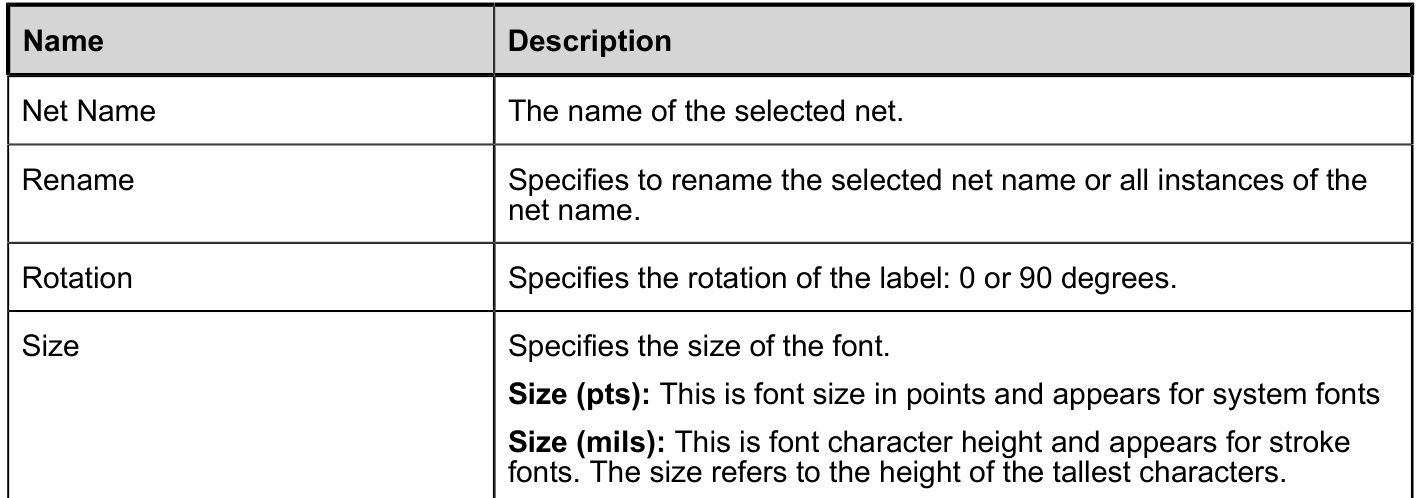 Name Description
Net Name The name of the selected net.
Rename Specifies to rename the selected net name or all instances of the
net name.
Rotation Specifies the rotation of the label: 0 or 90 degrees.
Size Specifies the size of the font.
Size (pts): This is font size in points and appears for system fonts
Size (mils): This is font character height and appears for stroke
fonts. The size refers to the height of the tallest characters.